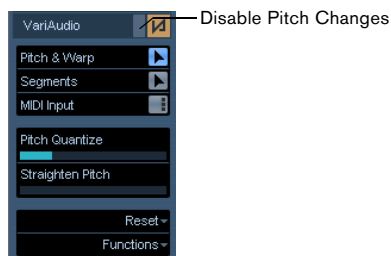 VariAudio
Disable Pitch Changes
Pitch & Warp
Segments
MIDI Input
Pitch Quantize
Straighten Pitch
Reset
Functions